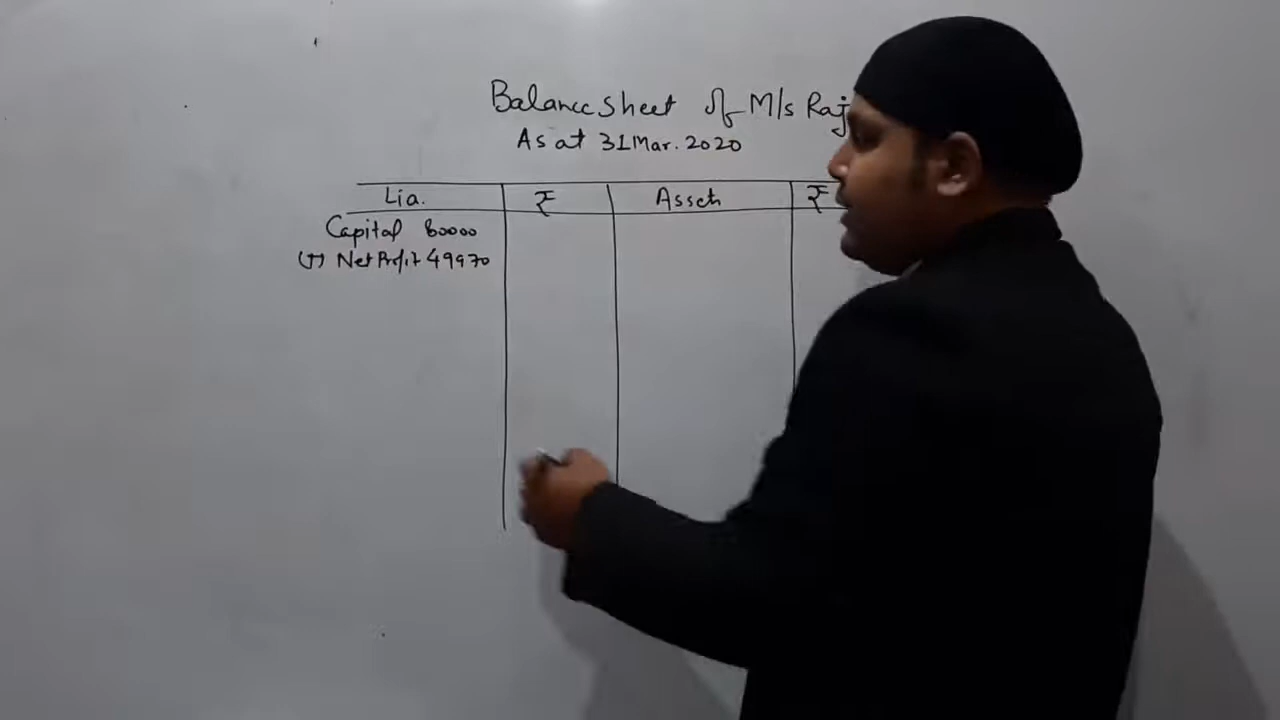 Balance Sheet of M/s Raj
As at 31 Mar. 2020
Lia. ₹ Assets ₹
Capital 80000
(+) Net Profit 49970